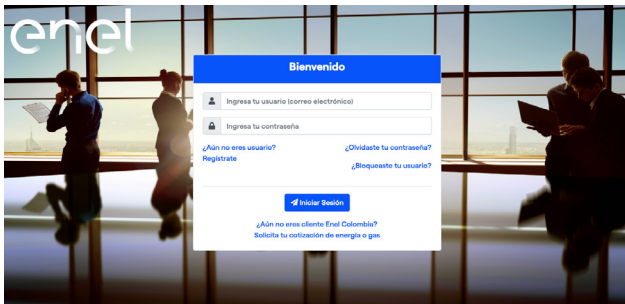 enel
Bienvenido
Ingresa tu usuario (correo electrónico)
Ingresa tu contraseña
¿Aún no eres usuario?
Regístrate
¿Olvidaste tu contraseña?
¿Bloqueaste tu usuario?
Iniciar Sesión
¿Aún no eres cliente Enel Colombia?
Solicita tu cotización de energía o gas